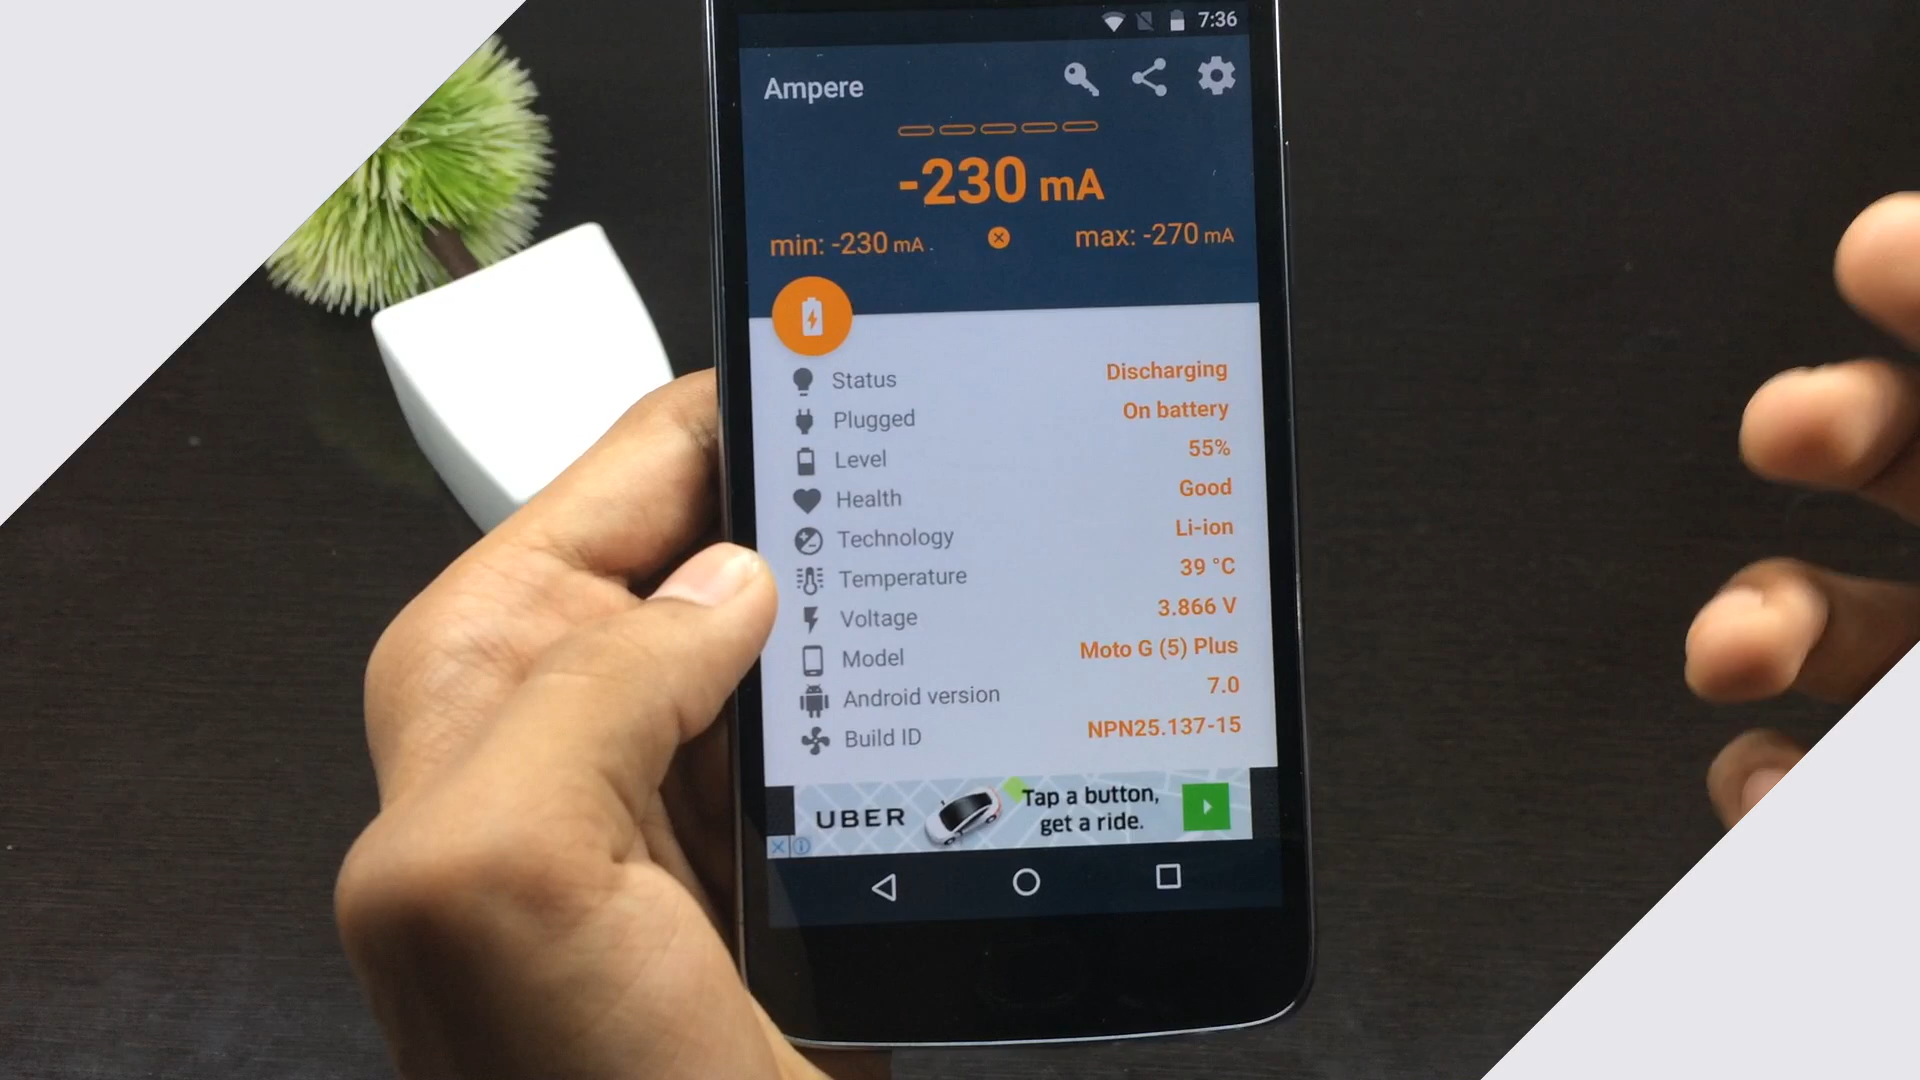 7:36
Ampere
-230 mA
min: -230 mA
max: -270 mA
Status Discharging
Plugged On battery
Level 55%
Health Good
Technology Li-ion
Temperature 39 °C
Voltage 3.866 V
Model Moto G (5) Plus
Android version 7.0
Build ID NPN25.137-15
UBER
Tap a button,
get a ride.